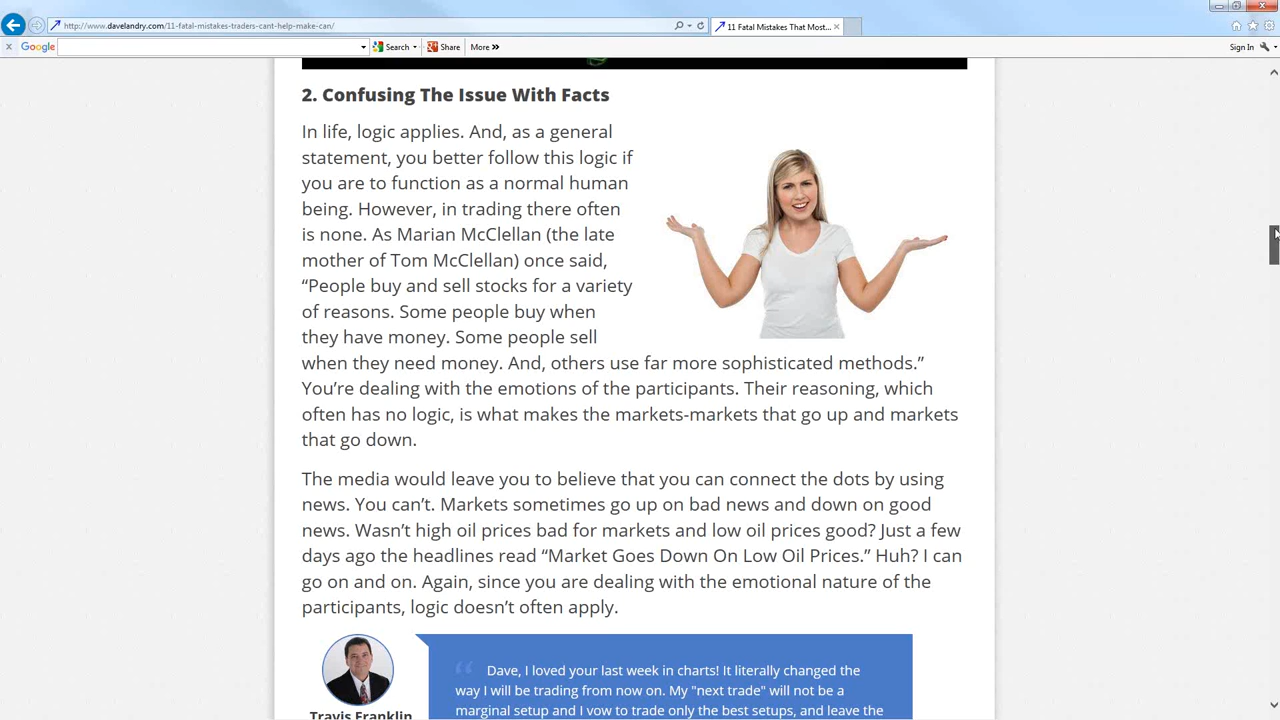 http://www.davelandry.com/11-fatal-mistakes-traders-cant-help-make-can/
11 Fatal Mistakes That Most...
Google
Search
Share
More »
Sign In
2. Confusing The Issue With Facts
In life, logic applies. And, as a general
statement, you better follow this logic if
you are to function as a normal human
being. However, in trading there often
is none. As Marian McClellan (the late
mother of Tom McClellan) once said,
“People buy and sell stocks for a variety
of reasons. Some people buy when
they have money. Some people sell
when they need money. And, others use far more sophisticated methods.”
You’re dealing with the emotions of the participants. Their reasoning, which
often has no logic, is what makes the markets-markets that go up and markets
that go down.
The media would leave you to believe that you can connect the dots by using
news. You can’t. Markets sometimes go up on bad news and down on good
news. Wasn’t high oil prices bad for markets and low oil prices good? Just a few
days ago the headlines read “Market Goes Down On Low Oil Prices.” Huh? I can
go on and on. Again, since you are dealing with the emotional nature of the
participants, logic doesn’t often apply.
Dave, I loved your last week in charts! It literally changed the
way I will be trading from now on. My "next trade" will not be a
marginal setup and I vow to trade only the best setups, and leave the
Travis Franklin